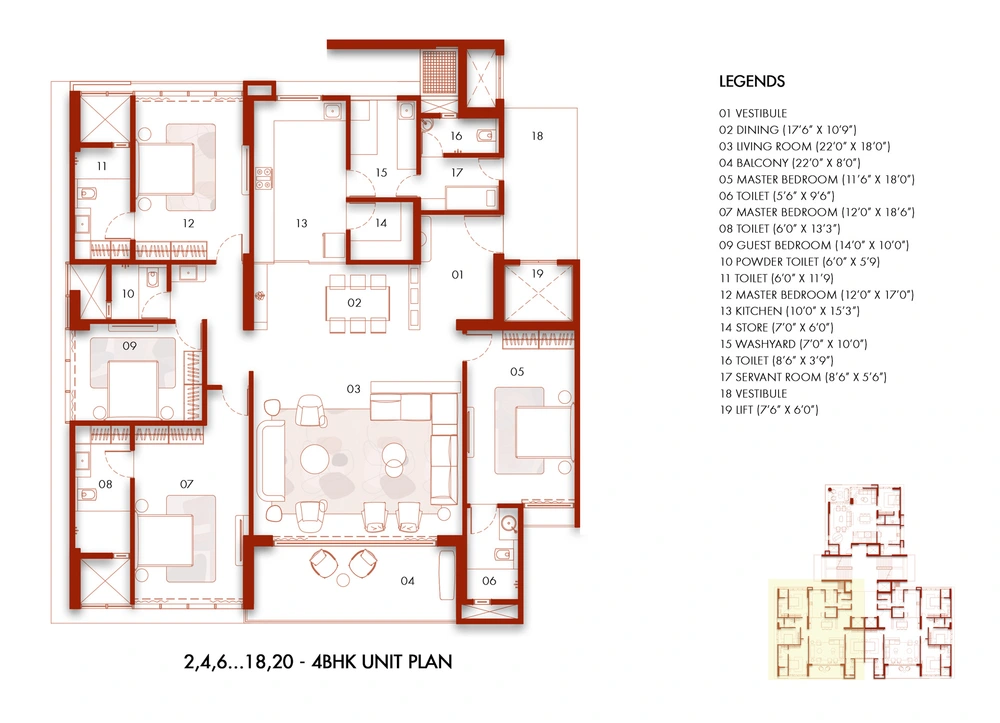 18
16
11
17
15
12
13
14
01
19
10
02
09
05
03
08
07
04
06
2,4,6...18,20 - 4BHK UNIT PLAN
LEGENDS
01 VESTIBULE
02 DINING (17'6" X 10'9")
03 LIVING ROOM (22'0" X 18'0")
04 BALCONY (22'0" X 8'0")
05 MASTER BEDROOM (11'6" X 18'0")
06 TOILET (5'6" X 9'6")
07 MASTER BEDROOM (12'0" X 18'6")
08 TOILET (6'0" X 13'3")
09 GUEST BEDROOM (14'0" X 10'0")
10 POWDER TOILET (6'0" X 5'9)
11 TOILET (6'0" X 11'9)
12 MASTER BEDROOM (12'0" X 17'0")
13 KITCHEN (10'0" X 15'3")
14 STORE (7'0" X 6'0")
15 WASHYARD (7'0" X 10'0")
16 TOILET (8'6" X 3'9")
17 SERVANT ROOM (8'6" X 5'6")
18 VESTIBULE
19 LIFT (7'6" X 6'0")